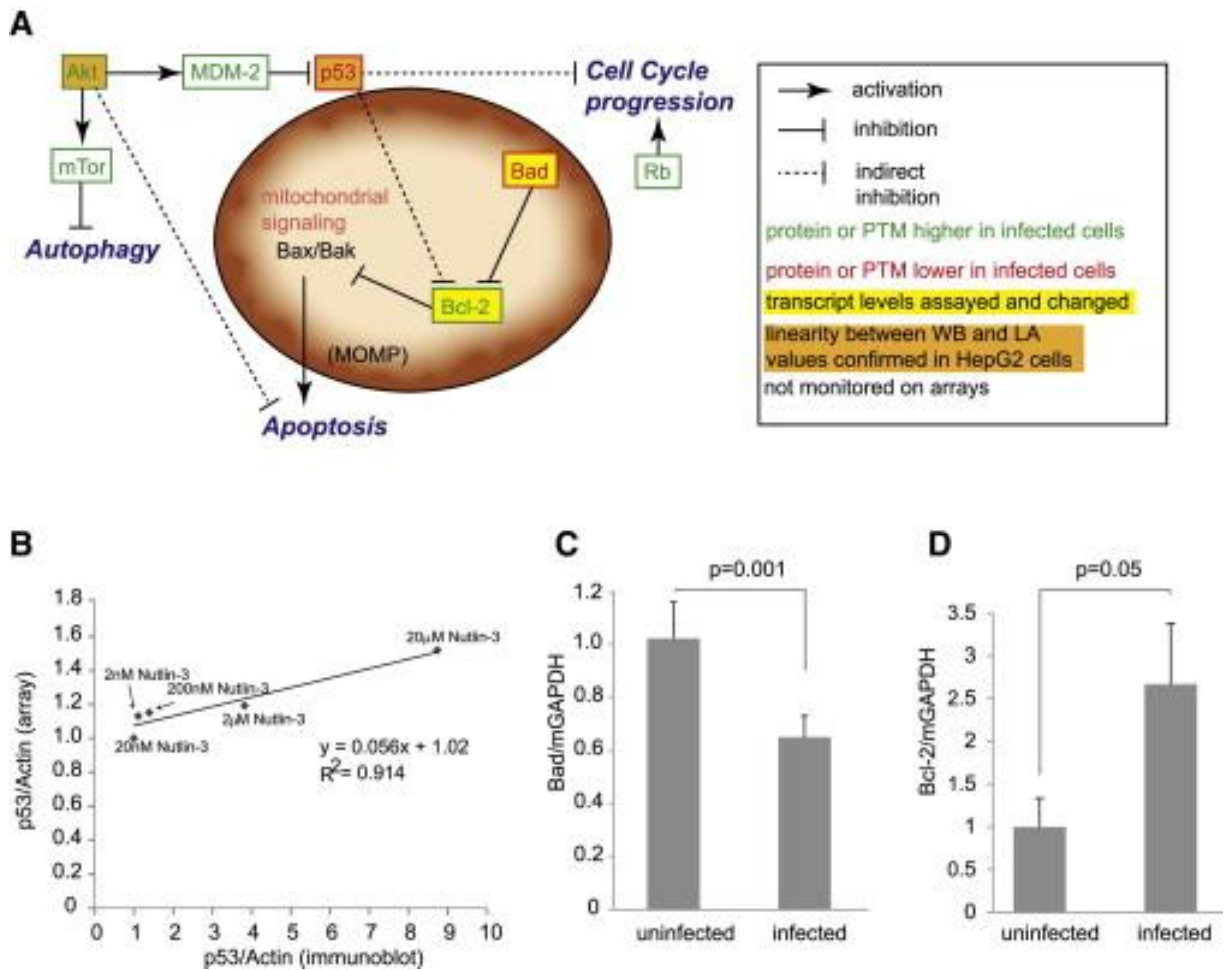 A
Akt
MDM-2
p53
Cell Cycle
progression
mTor
Rb
Bad
mitochondrial
signaling
Bax/Bak
Autophagy
Bcl-2
(MOMP)
Apoptosis
activation
inhibition
indirect
inhibition
protein or PTM higher in infected cells
protein or PTM lower in infected cells
transcript levels assayed and changed
linearity between WB and LA
values confirmed in HepG2 cells
not monitored on arrays
B
p53/Actin (array)
1.8
1.6
1.4
1.2
1.0
0.8
0.6
0.4
0.2
0
20µM Nutlin-3
2nM Nutlin-3
200nM Nutlin-3
2µM Nutlin-3
20nM Nutlin-3
y = 0.056x + 1.02
R2= 0.914
0 1 2 3 4 5 6 7 8 9 10
p53/Actin (immunoblot)
C
p=0.001
Bad/mGAPDH
1.2
1.0
0.8
0.6
0.4
0.2
0
uninfected infected
D
p=0.05
Bcl-2/mGAPDH
3.5
3
2.5
2
1.5
1
0.5
0
uninfected infected